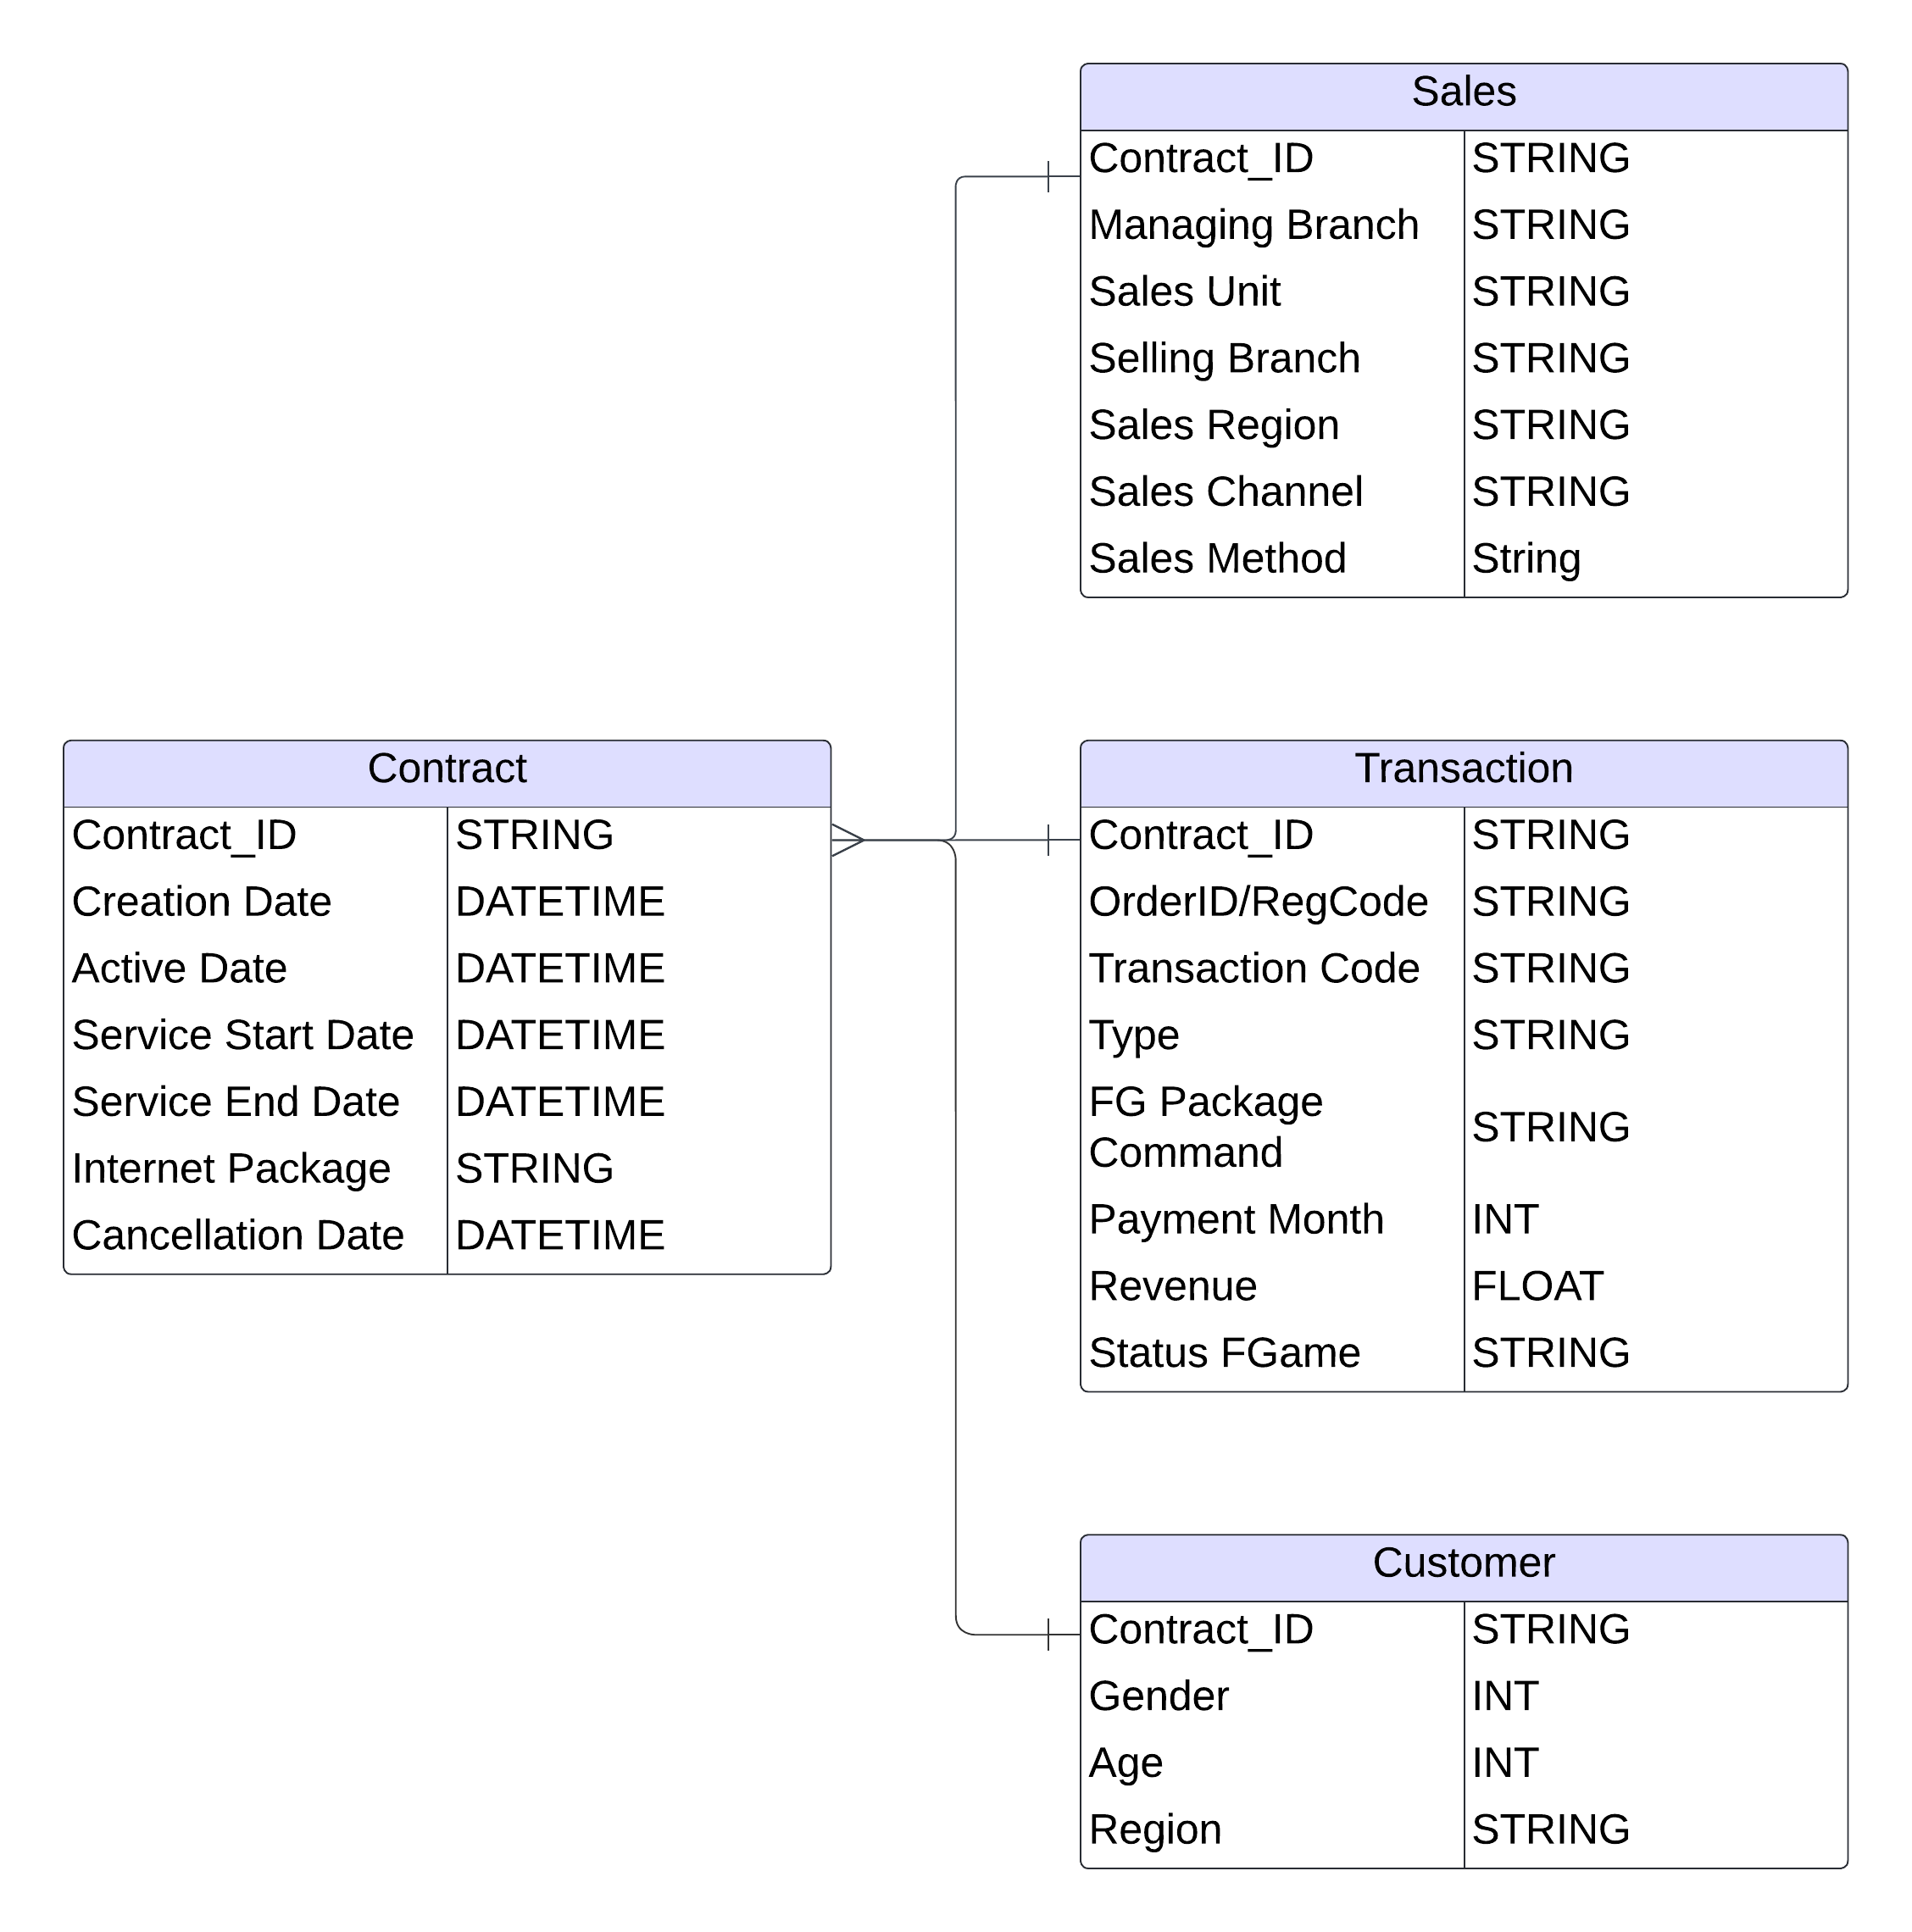 Sales
Contract_ID STRING
Managing Branch STRING
Sales Unit STRING
Selling Branch STRING
Sales Region STRING
Sales Channel STRING
Sales Method String
Contract
Contract_ID STRING
Creation Date DATETIME
Active Date DATETIME
Service Start Date DATETIME
Service End Date DATETIME
Internet Package STRING
Cancellation Date DATETIME
Transaction
Contract_ID STRING
OrderID/RegCode STRING
Transaction Code STRING
Type STRING
FG Package
Command STRING
Payment Month INT
Revenue FLOAT
Status FGame STRING
Customer
Contract_ID STRING
Gender INT
Age INT
Region STRING